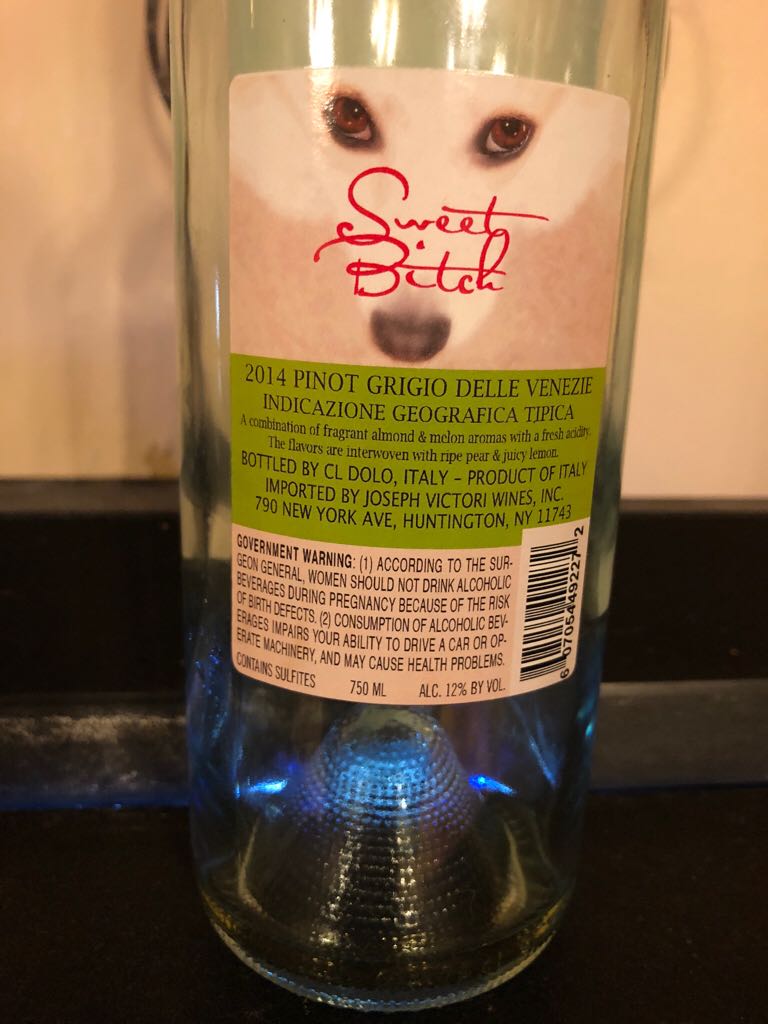 Sweet
Bitch
2014 PINOT GRIGIO DELLE VENEZIE
INDICAZIONE GEOGRAFICA TIPICA
A combination of fragrant almond & melon aromas with a fresh acidity.
The flavors are interwoven with ripe pear & juicy lemon.
BOTTLED BY CL DOLO, ITALY - PRODUCT OF ITALY
IMPORTED BY JOSEPH VICTORI WINES, INC.
790 NEW YORK AVE, HUNTINGTON, NY 11743
GOVERNMENT WARNING: (1) ACCORDING TO THE SUR-
GEON GENERAL, WOMEN SHOULD NOT DRINK ALCOHOLIC
BEVERAGES DURING PREGNANCY BECAUSE OF THE RISK
OF BIRTH DEFECTS. (2) CONSUMPTION OF ALCOHOLIC BEV-
ERAGES IMPAIRS YOUR ABILITY TO DRIVE A CAR OR OP-
ERATE MACHINERY, AND MAY CAUSE HEALTH PROBLEMS.
CONTAINS SULFITES 750 ML ALC. 12% BY VOL.
6 07054 49227 2